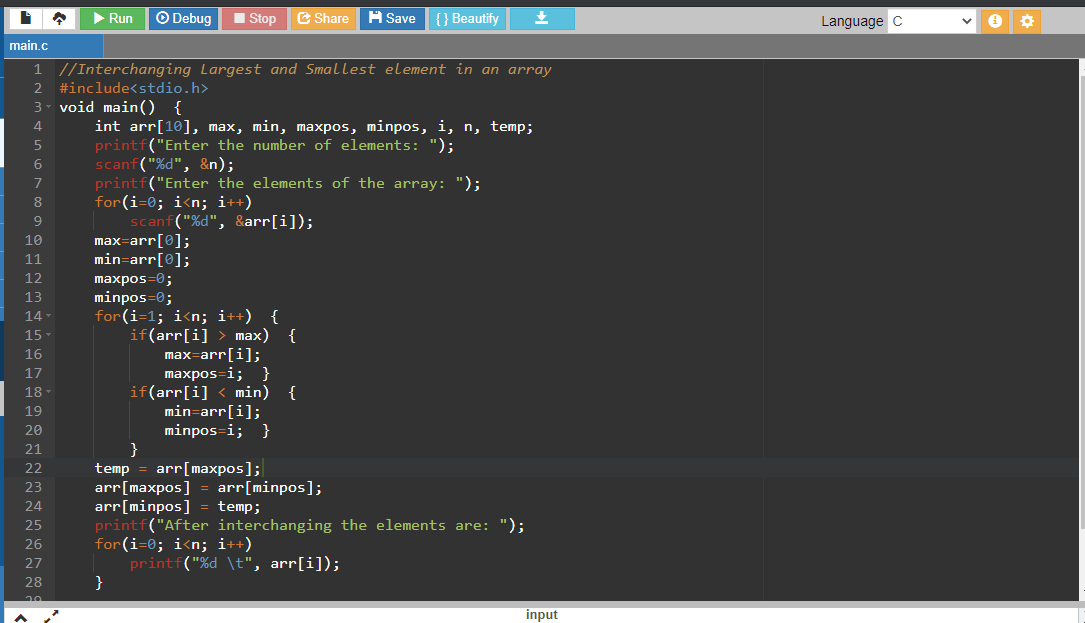 Run Debug Stop Share Save { } Beautify Language C
main.c
1 //Interchanging Largest and Smallest element in an array
2 #include<stdio.h>
3 void main()  {
4     int arr[10], max, min, maxpos, minpos, i, n, temp;
5     printf("Enter the number of elements: ");
6     scanf("%d", &n);
7     printf("Enter the elements of the array: ");
8     for(i=0; i<n; i++)
9         scanf("%d", &arr[i]);
10     max=arr[0];
11     min=arr[0];
12     maxpos=0;
13     minpos=0;
14     for(i=1; i<n; i++)  {
15         if(arr[i] > max)  {
16             max=arr[i];
17             maxpos=i;  }
18         if(arr[i] < min)  {
19             min=arr[i];
20             minpos=i;  }
21         }
22     temp = arr[maxpos];
23     arr[maxpos] = arr[minpos];
24     arr[minpos] = temp;
25     printf("After interchanging the elements are: ");
26     for(i=0; i<n; i++)
27         printf("%d \t", arr[i]);
28     }
29
input